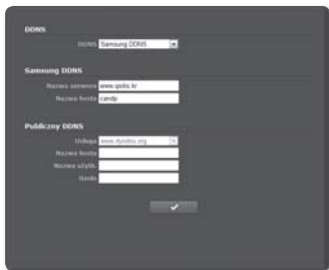 DDNS
DDNS Samsung DDNS
Samsung DDNS
Nazwa serwera www.ipolis.kr
Nazwa hosta camdp
Publiczny DDNS
Usługa www.dyndns.org
Nazwa hosta
Nazwa użytk.
Hasło